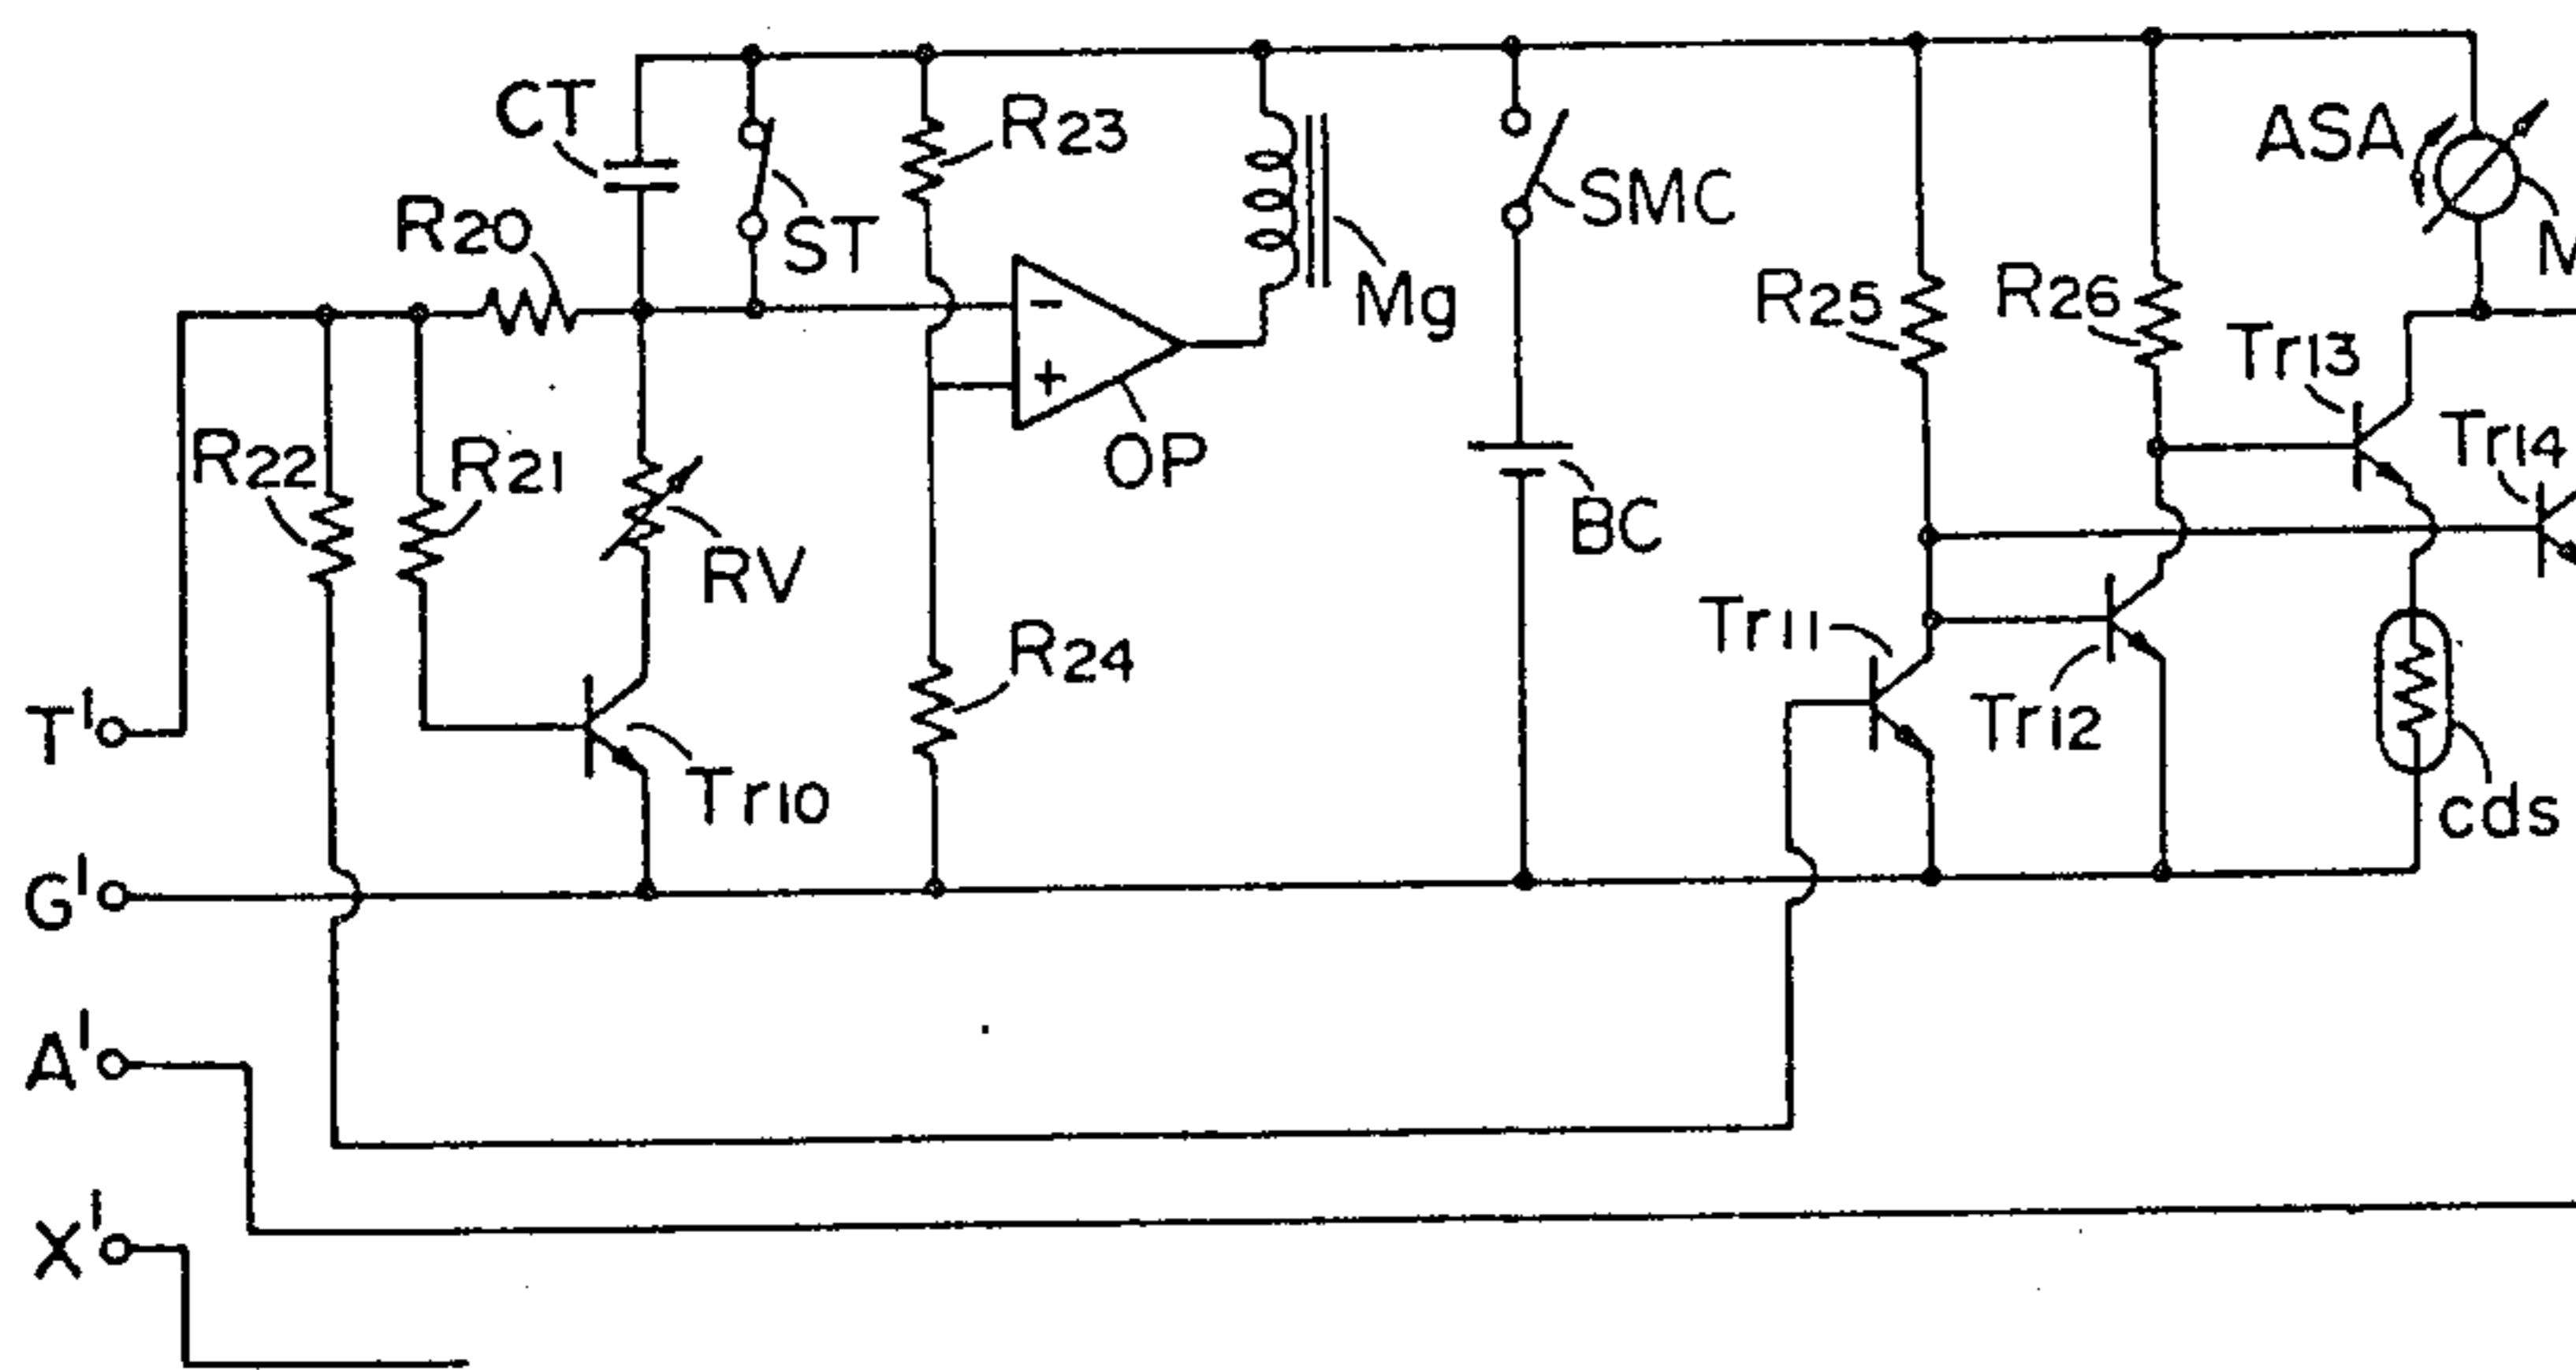 CT
R23
ASA
R20
ST
SMC
M
Mg
R25
R26
Tr13
Tr14
R22
R21
OP
BC
RV
Tr11
R24
Tr12
T'
Tr10
cds
G'
A'
X'